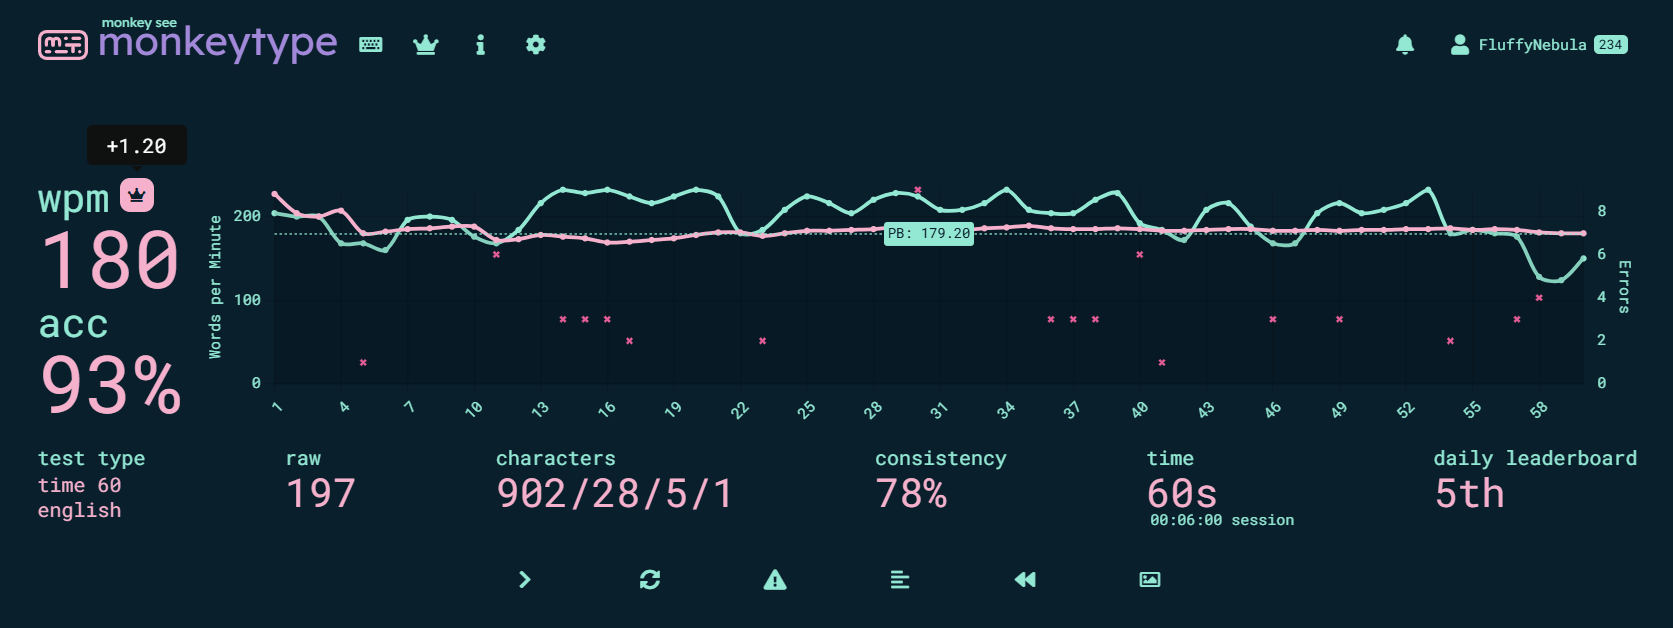 monkey see
monkeytype
FluffyNebula 234
+1.20
wpm
180
acc
93%
Words per Minute
200
100
0
PB: 179.20
8
6
4
2
0
Errors
1 4 7 10 13 16 19 22 25 28 31 34 37 40 43 46 49 52 55 58
test type
time 60
english
raw
197
characters
902/28/5/1
consistency
78%
time
60s
00:06:00 session
daily leaderboard
5th